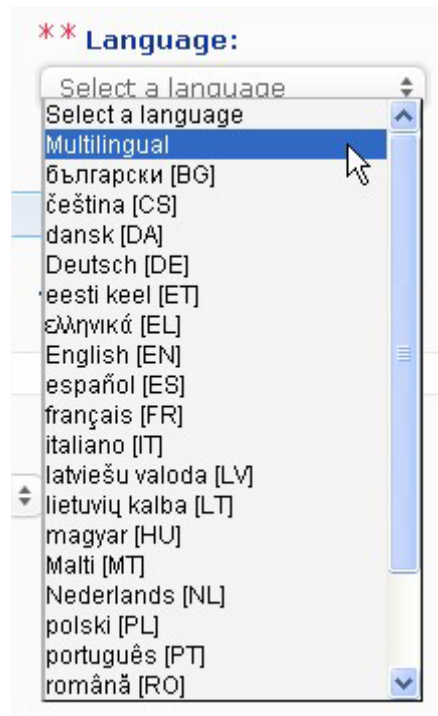 ** Language:
Select a language
Select a language
Multilingual
български [BG]
čeština [CS]
dansk [DA]
Deutsch [DE]
eesti keel [ET]
ελληνικά [EL]
English [EN]
español [ES]
français [FR]
italiano [IT]
latviešu valoda [LV]
lietuvių kalba [LT]
magyar [HU]
Malti [MT]
Nederlands [NL]
polski [PL]
português [PT]
română [RO]